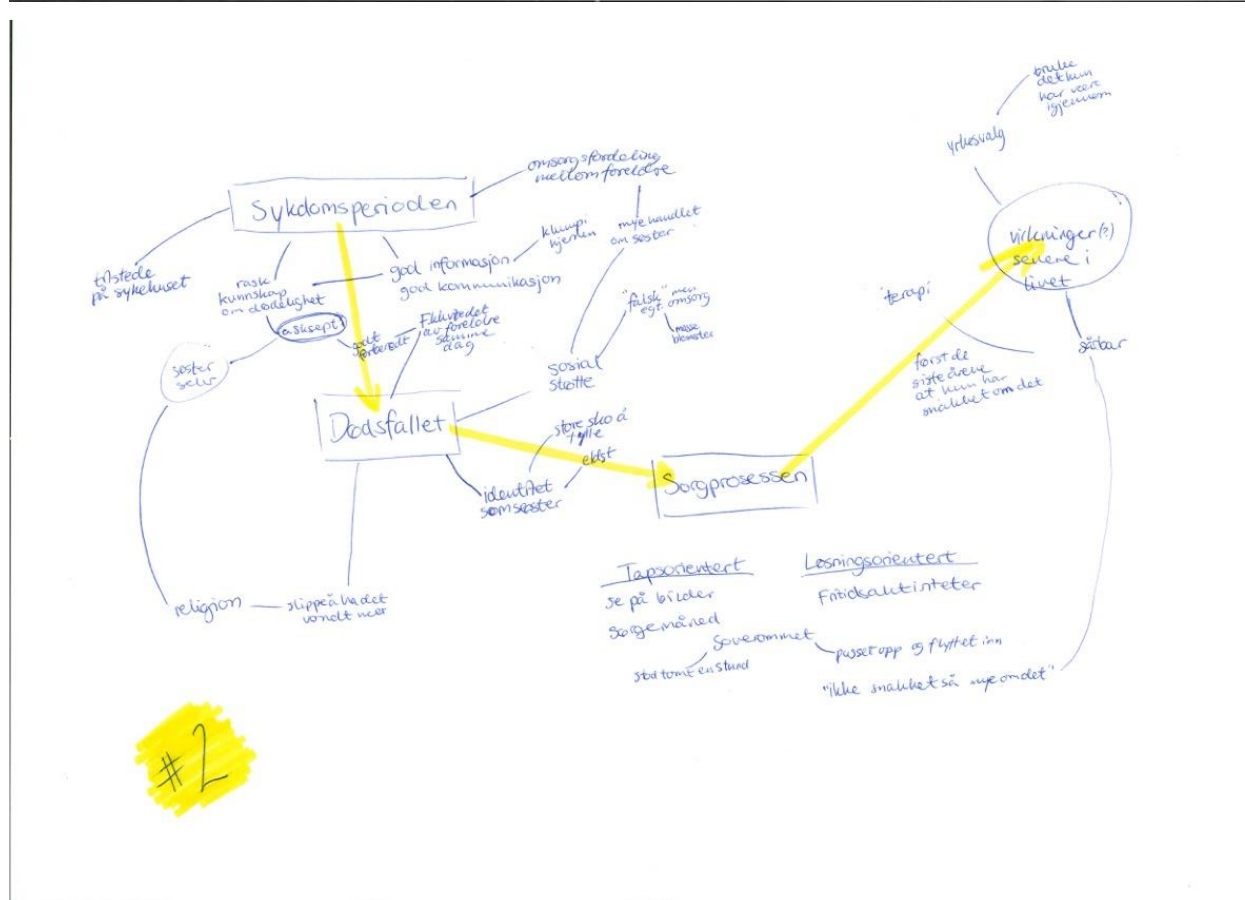 bruke
det hun
har vært
igjennom
yrkesvalg
omsorgsfordeling
mellom foreldre
Sykdomsperioden
tilstede
på sykehuset
rask
kunnskap
om dødelighet
god informasjon
god kommunikasjon
klump i
hjernen
mye handlet
om søster
virkninger(?)
senere i
livet
aksept
godt
forberedt
Fikk vite det
av foreldre
samme
dag
"falsk" men
egt. omsorg
masse
blomster
søster
selv
sosial
støtte
terapi
sårbar
først de
siste årene
at hun har
snakket om det
Dødsfallet
store sko å
fylle
eldst
identitet
som søster
Sorgprosessen
Tapsorientert
se på bilder
sørgemåned
Soverommet
stod tomt en stund
pusset opp og flyttet inn
Løsningsorientert
Fritidsaktiviteter
"ikke snakket så mye om det"
religion
slippe å ha det
vondt mer
#2